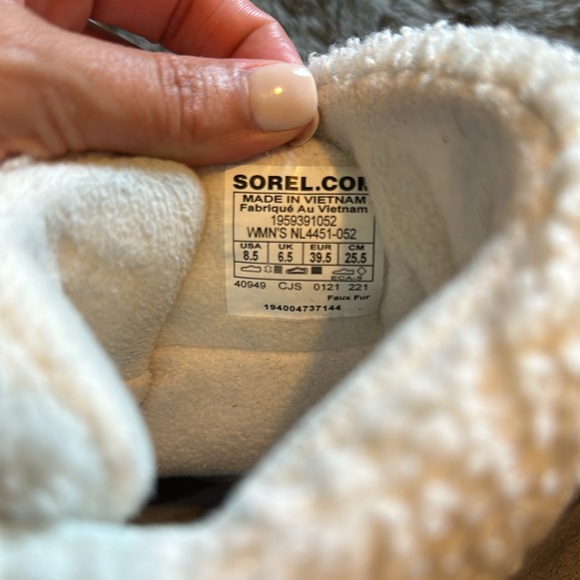 SOREL.COM
MADE IN VIETNAM
Fabriqué Au Vietnam
1959391052
WMN'S NL4451-052
USA UK EUR CM
8.5 6.5 39.5 25.5
ECA-S
40949 CJS 0121 221
Faux Fur
194004737144